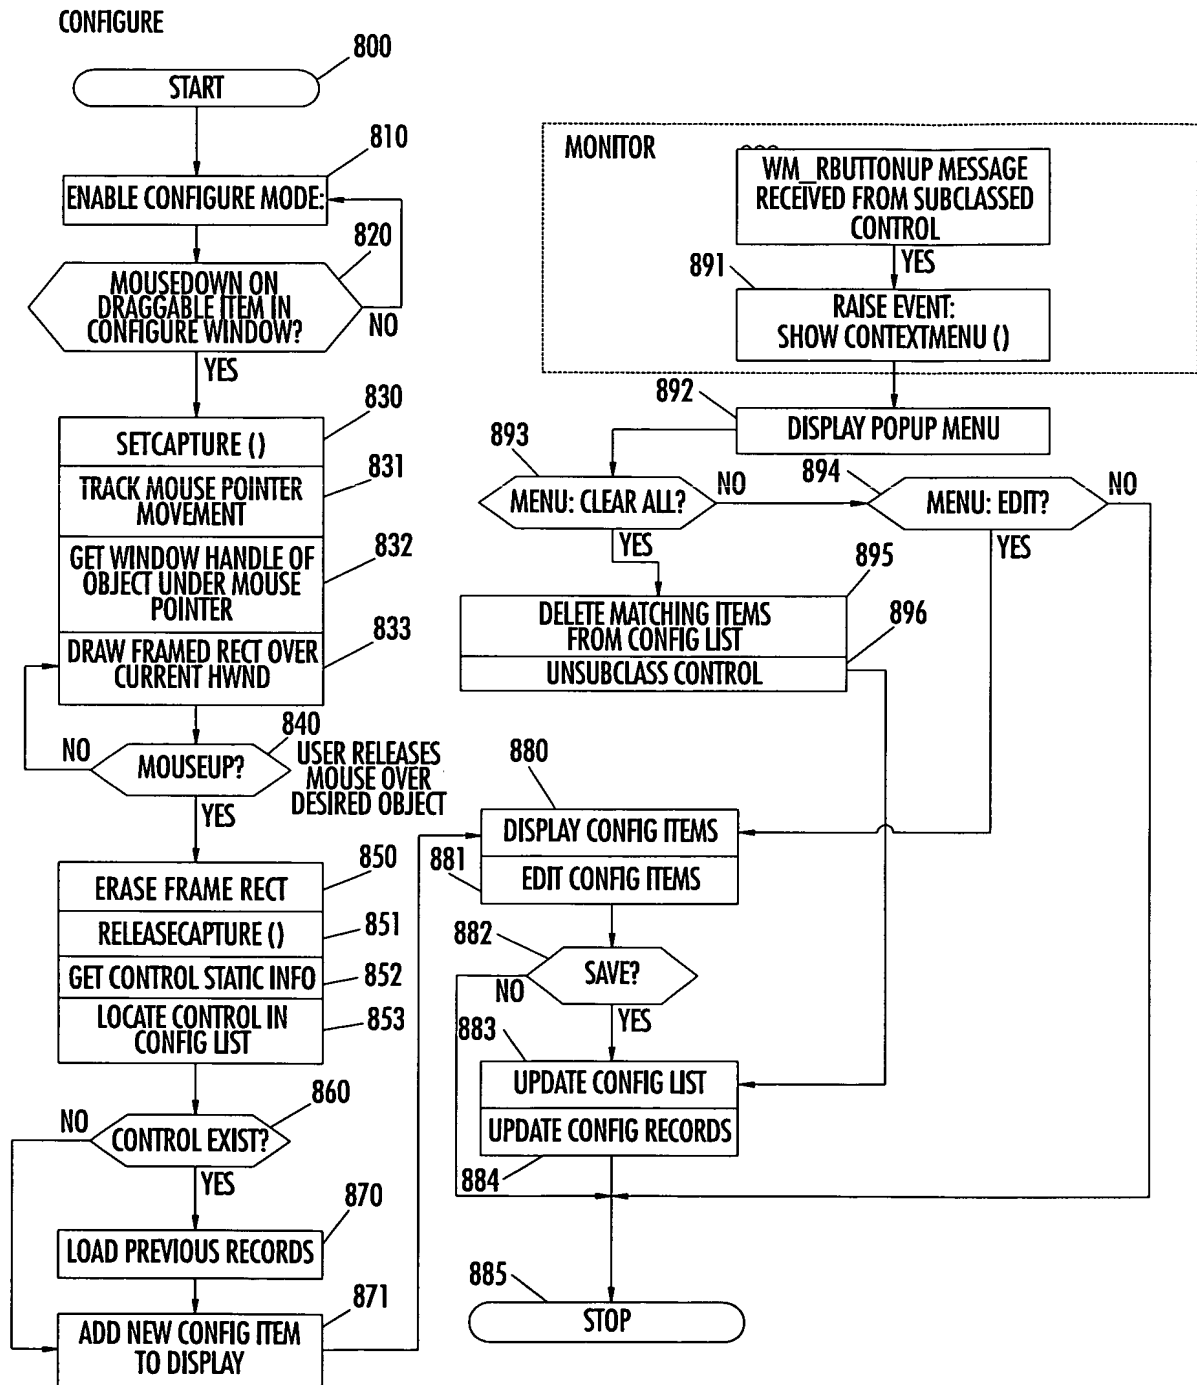 CONFIGURE
800
START
810
ENABLE CONFIGURE MODE:
820
MOUSEDOWN ON
DRAGGABLE ITEM IN
CONFIGURE WINDOW?
NO
YES
830
SETCAPTURE ()
831
TRACK MOUSE POINTER
MOVEMENT
832
GET WINDOW HANDLE OF
OBJECT UNDER MOUSE
POINTER
833
DRAW FRAMED RECT OVER
CURRENT HWND
840
NO
MOUSEUP?
USER RELEASES
MOUSE OVER
DESIRED OBJECT
YES
850
ERASE FRAME RECT
851
RELEASECAPTURE ()
852
GET CONTROL STATIC INFO
853
LOCATE CONTROL IN
CONFIG LIST
860
NO
CONTROL EXIST?
YES
870
LOAD PREVIOUS RECORDS
871
ADD NEW CONFIG ITEM
TO DISPLAY
MONITOR
WM_RBUTTONUP MESSAGE
RECEIVED FROM SUBCLASSED
CONTROL
YES
891
RAISE EVENT:
SHOW CONTEXTMENU ()
892
DISPLAY POPUP MENU
893
MENU: CLEAR ALL?
NO
YES
894
MENU: EDIT?
NO
YES
895
DELETE MATCHING ITEMS
FROM CONFIG LIST
896
UNSUBCLASS CONTROL
880
DISPLAY CONFIG ITEMS
881
EDIT CONFIG ITEMS
882
SAVE?
NO
YES
883
UPDATE CONFIG LIST
UPDATE CONFIG RECORDS
884
885
STOP